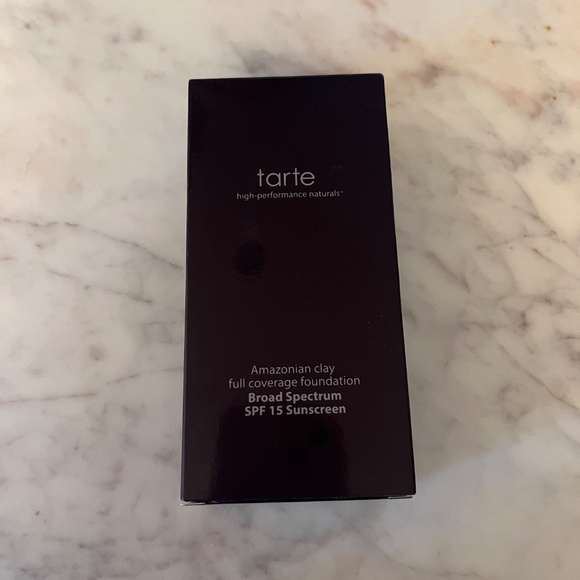 tarte
high-performance naturals™
Amazonian clay
full coverage foundation
Broad Spectrum
SPF 15 Sunscreen